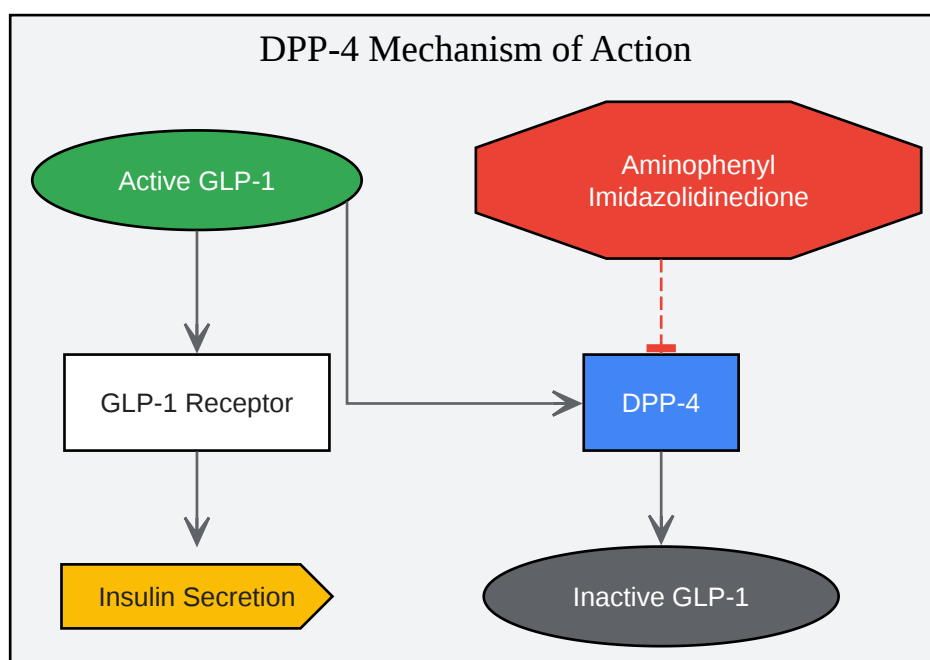 DPP-4 Mechanism of Action
Active GLP-1
Aminophenyl
Imidazolidinedione
GLP-1 Receptor
DPP-4
Insulin Secretion
Inactive GLP-1